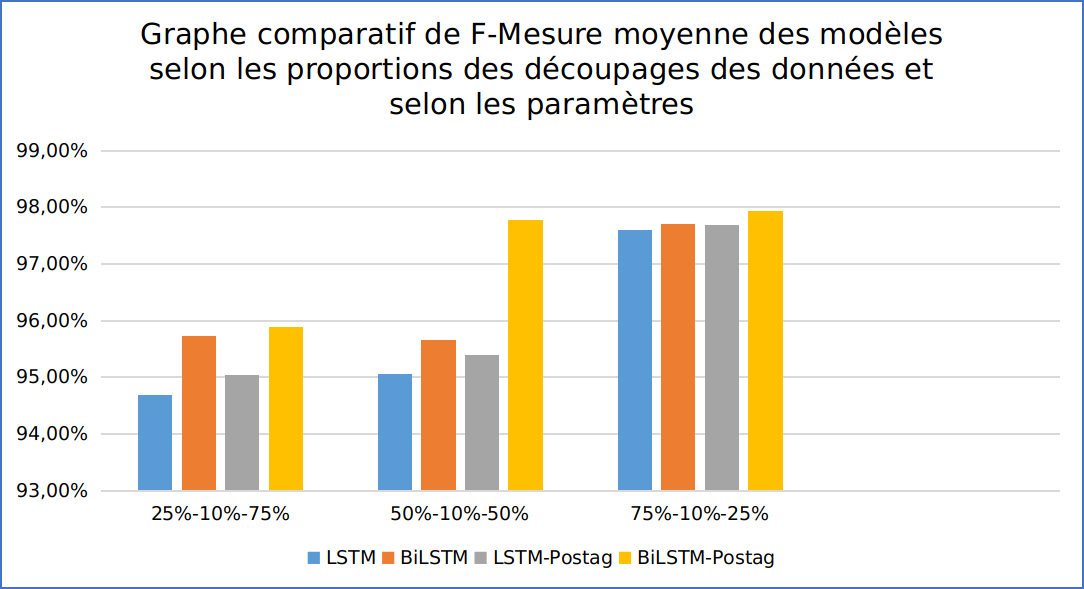 Graphe comparatif de F-Mesure moyenne des modèles
selon les proportions des découpages des données et
selon les paramètres
99,00%
98,00%
97,00%
96,00%
95,00%
94,00%
93,00%
25%-10%-75%
50%-10%-50%
75%-10%-25%
LSTM
BiLSTM
LSTM-Postag
BiLSTM-Postag